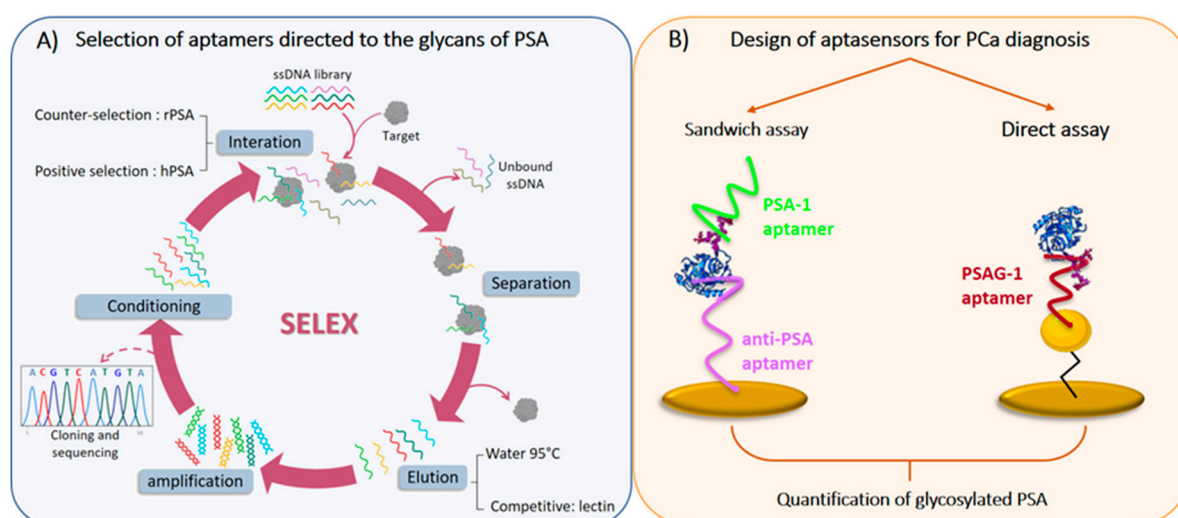 A) Selection of aptamers directed to the glycans of PSA
ssDNA library
Counter-selection : rPSA
Target
Interation
Positive selection : hPSA
Unbound
ssDNA
Separation
Conditioning
SELEX
A C G T C A T G T A
Cloning and
sequencing
amplification
Elution
Water 95°C
Competitive: lectin
B) Design of aptasensors for PCa diagnosis
Sandwich assay
Direct assay
PSA-1
aptamer
PSAG-1
aptamer
anti-PSA
aptamer
Quantification of glycosylated PSA